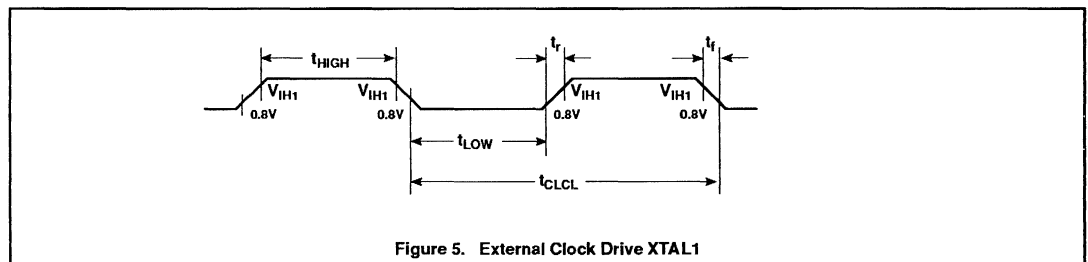 tr
tf
tHIGH
VIH1 VIH1 VIH1 VIH1
0.8V 0.8V 0.8V 0.8V
tLOW
tCLCL
Figure 5. External Clock Drive XTAL1